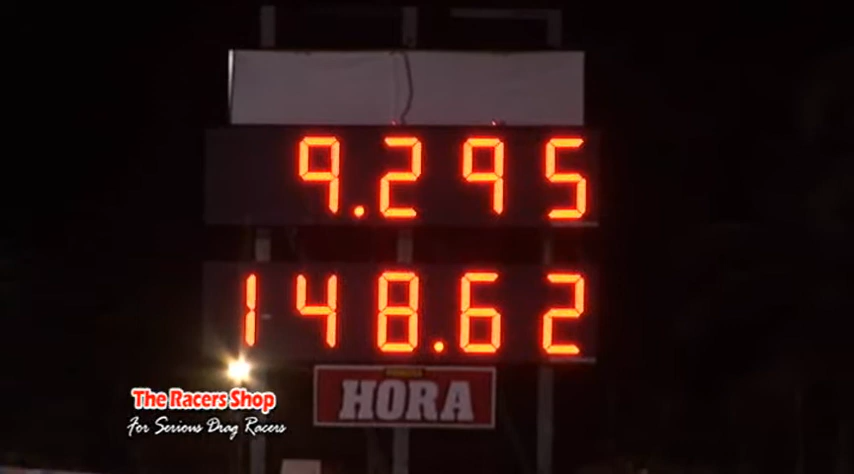 9.295
148.62
HORA
The Racers Shop
For Serious Drag Racers